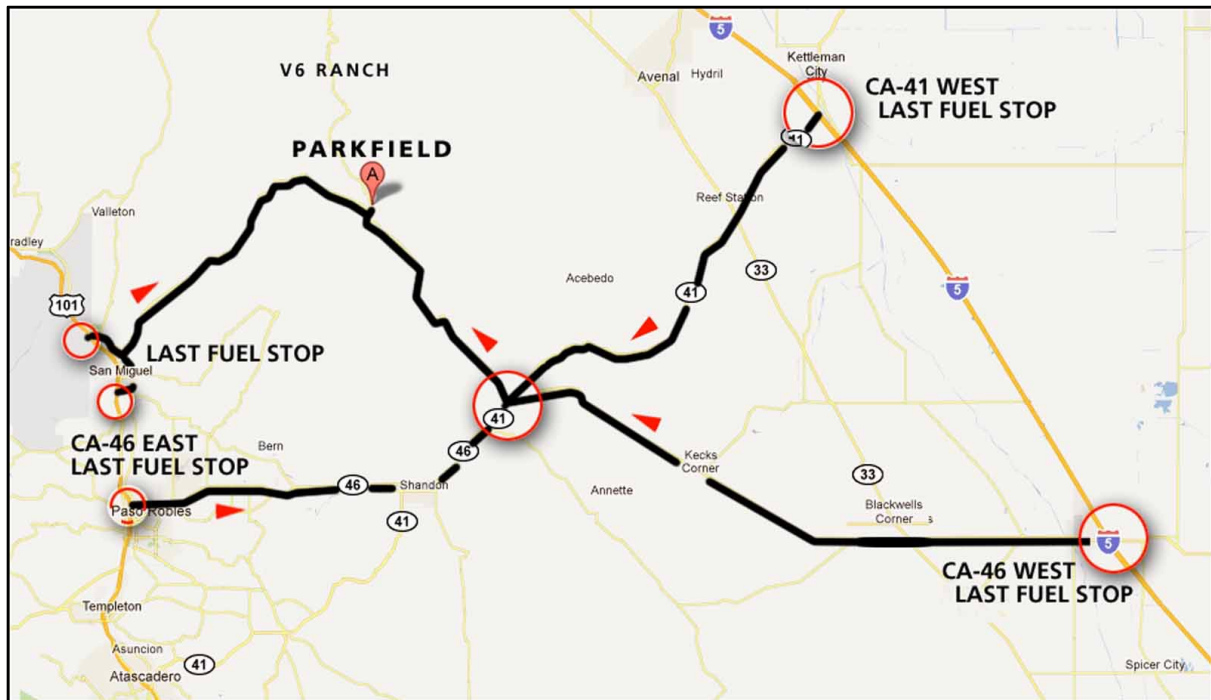 5
Kettleman
City
V6 RANCH
Avenal
Hydril
CA-41 WEST
LAST FUEL STOP
41
PARKFIELD
A
Reef Station
Valleton
radley
33
Acebedo
41
5
101
LAST FUEL STOP
San Miguel
41
CA-46 EAST
LAST FUEL STOP
Bern
46
Kecks
Corner
46
Shandon
Annette
33
Paso Robles
41
Blackwells
Corner
s
5
CA-46 WEST
LAST FUEL STOP
Templeton
Asuncion
41
Atascadero
Spicer City